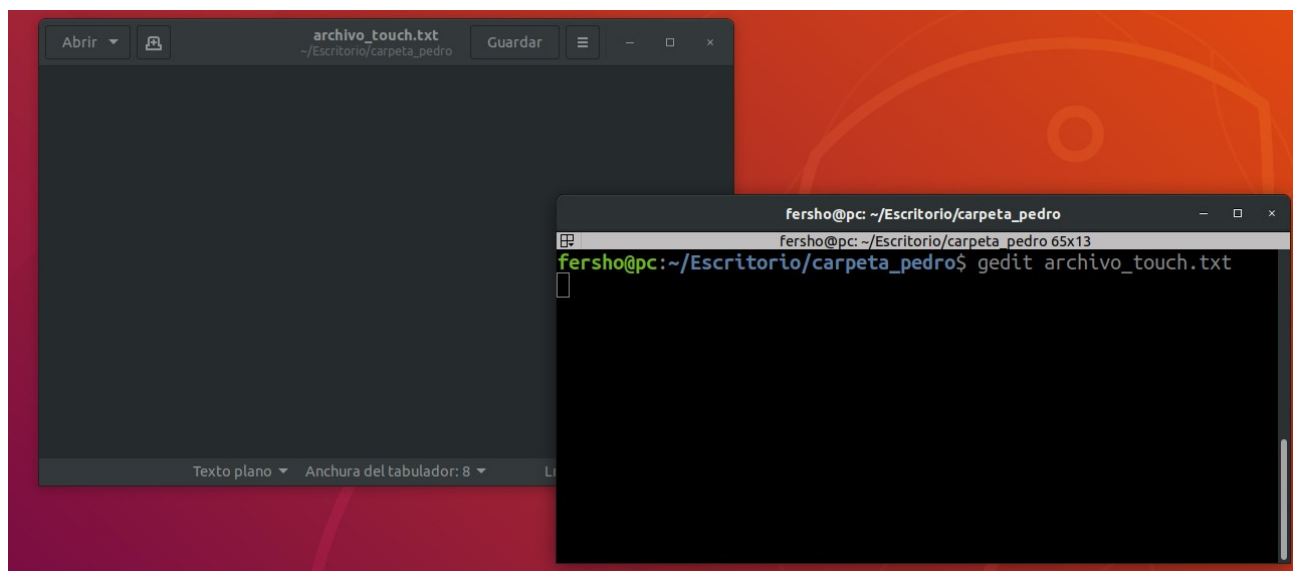 Abrir
archivo_touch.txt
~/Escritorio/carpeta_pedro
Guardar
Texto plano Anchura del tabulador: 8
fersho@pc: ~/Escritorio/carpeta_pedro
fersho@pc: ~/Escritorio/carpeta_pedro 65x13
fersho@pc:~/Escritorio/carpeta_pedro$ gedit archivo_touch.txt